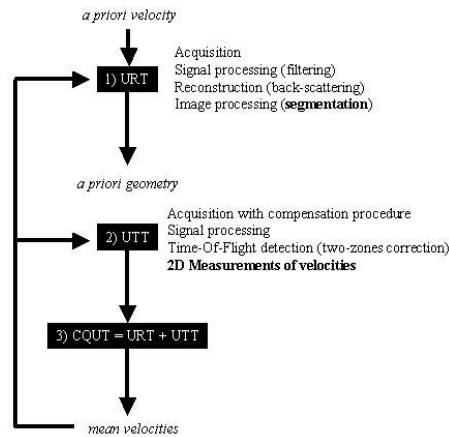 a priori velocity
1) URT
Acquisition
Signal processing (filtering)
Reconstruction (back-scattering)
Image processing (segmentation)
a priori geometry
2) UTT
Acquisition with compensation procedure
Signal processing
Time-Of-Flight detection (two-zones correction)
2D Measurements of velocities
3) CQUT = URT + UTT
mean velocities